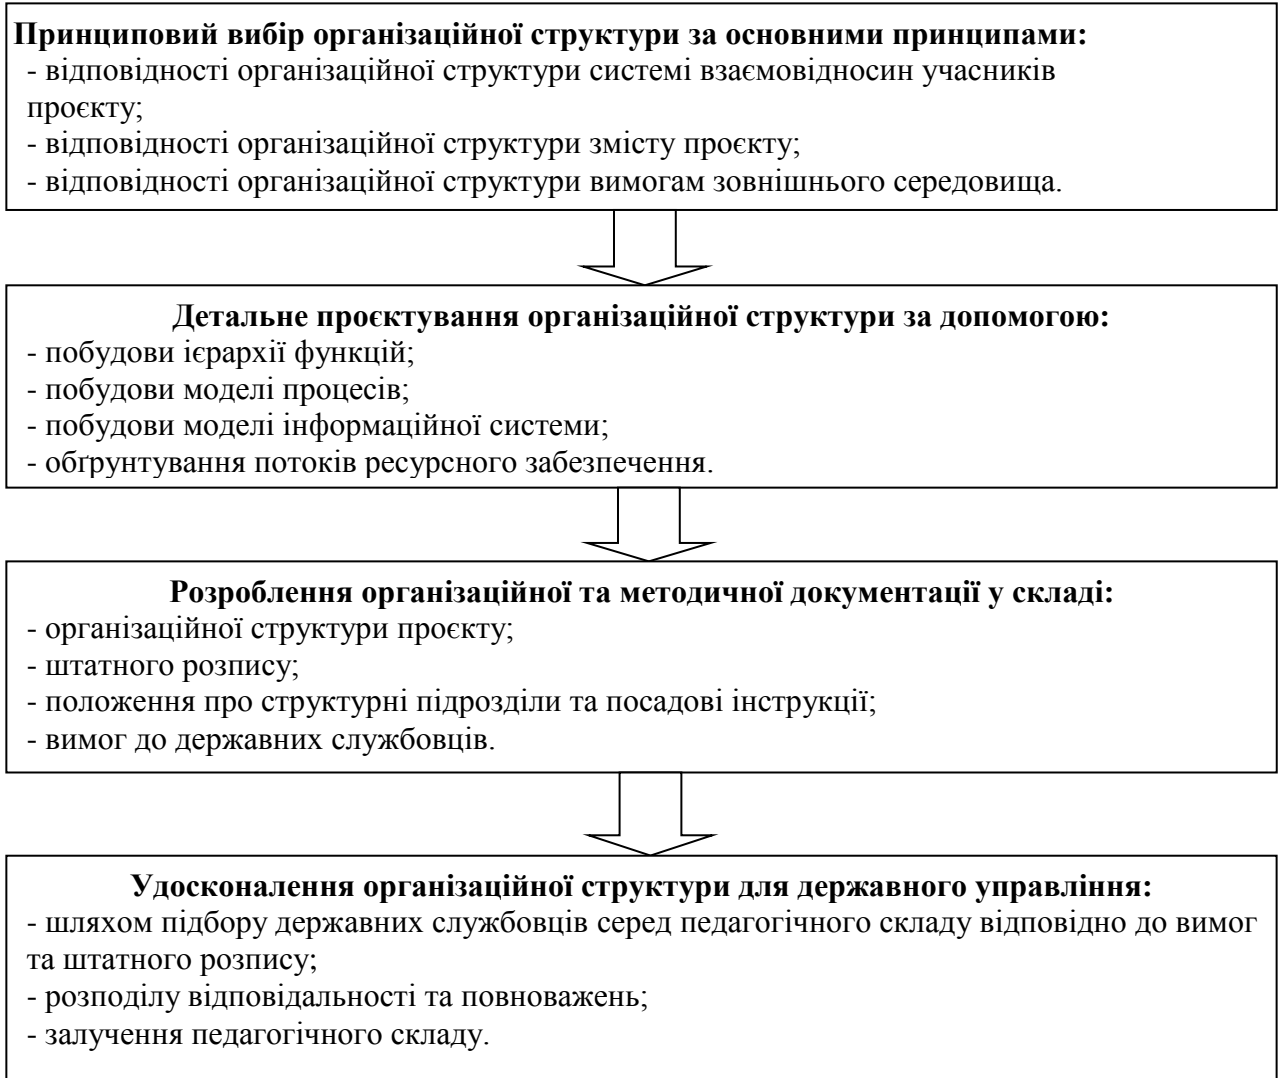 Принциповий вибір організаційної структури за основними принципами:
- відповідності організаційної структури системі взаємовідносин учасників
проєкту;
- відповідності організаційної структури змісту проєкту;
- відповідності організаційної структури вимогам зовнішнього середовища.
Детальне проєктування організаційної структури за допомогою:
- побудови ієрархії функцій;
- побудови моделі процесів;
- побудови моделі інформаційної системи;
- обґрунтування потоків ресурсного забезпечення.
Розроблення організаційної та методичної документації у складі:
- організаційної структури проєкту;
- штатного розпису;
- положення про структурні підрозділи та посадові інструкції;
- вимог до державних службовців.
Удосконалення організаційної структури для державного управління:
- шляхом підбору державних службовців серед педагогічного складу відповідно до вимог
та штатного розпису;
- розподілу відповідальності та повноважень;
- залучення педагогічного складу.